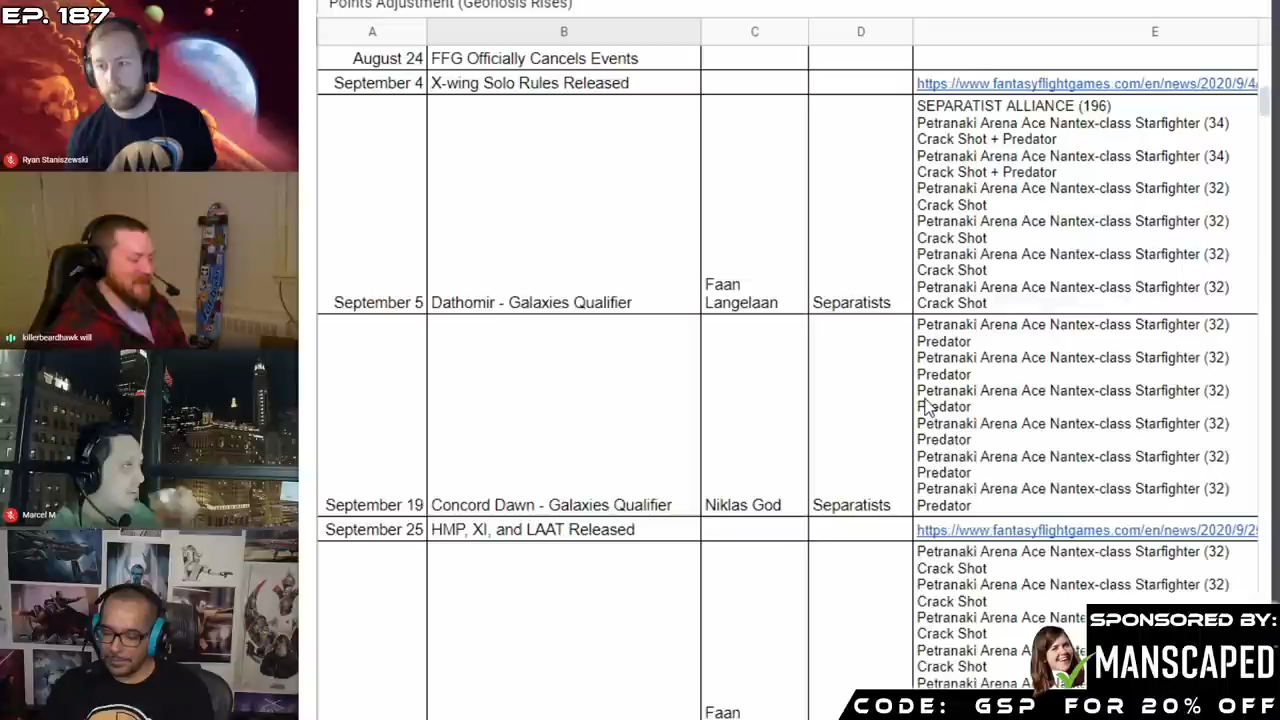 EP. 187
Points Adjustment (Geonosis Rises)
A B C D E
August 24 FFG Officially Cancels Events
September 4 X-wing Solo Rules Released https://www.fantasyflightgames.com/en/news/2020/9/4/
SEPARATIST ALLIANCE (196)
Petranaki Arena Ace Nantex-class Starfighter (34)
Crack Shot + Predator
Petranaki Arena Ace Nantex-class Starfighter (34)
Crack Shot + Predator
Petranaki Arena Ace Nantex-class Starfighter (32)
Crack Shot
Petranaki Arena Ace Nantex-class Starfighter (32)
Crack Shot
Petranaki Arena Ace Nantex-class Starfighter (32)
Crack Shot
Petranaki Arena Ace Nantex-class Starfighter (32)
Crack Shot
September 5 Dathomir - Galaxies Qualifier
Faan
Langelaan
Separatists
Petranaki Arena Ace Nantex-class Starfighter (32)
Predator
Petranaki Arena Ace Nantex-class Starfighter (32)
Predator
Petranaki Arena Ace Nantex-class Starfighter (32)
Predator
Petranaki Arena Ace Nantex-class Starfighter (32)
Predator
Petranaki Arena Ace Nantex-class Starfighter (32)
Predator
Petranaki Arena Ace Nantex-class Starfighter (32)
Predator
September 19 Concord Dawn - Galaxies Qualifier Niklas God Separatists
September 25 HMP, XI, and LAAT Released https://www.fantasyflightgames.com/en/news/2020/9/25
Petranaki Arena Ace Nantex-class Starfighter (32)
Crack Shot
Petranaki Arena Ace Nantex-class Starfighter (32)
Crack Shot
Petranaki Arena Ace Nante
Crack Shot
Petranaki A
Crack Shot
Petranaki Arena Ace Nante
Faan
Ryan Staniszewski
killerbeardhawk will
Marcel M
SPONSORED BY:
MANSCAPED
CODE: GSP FOR 20% OFF